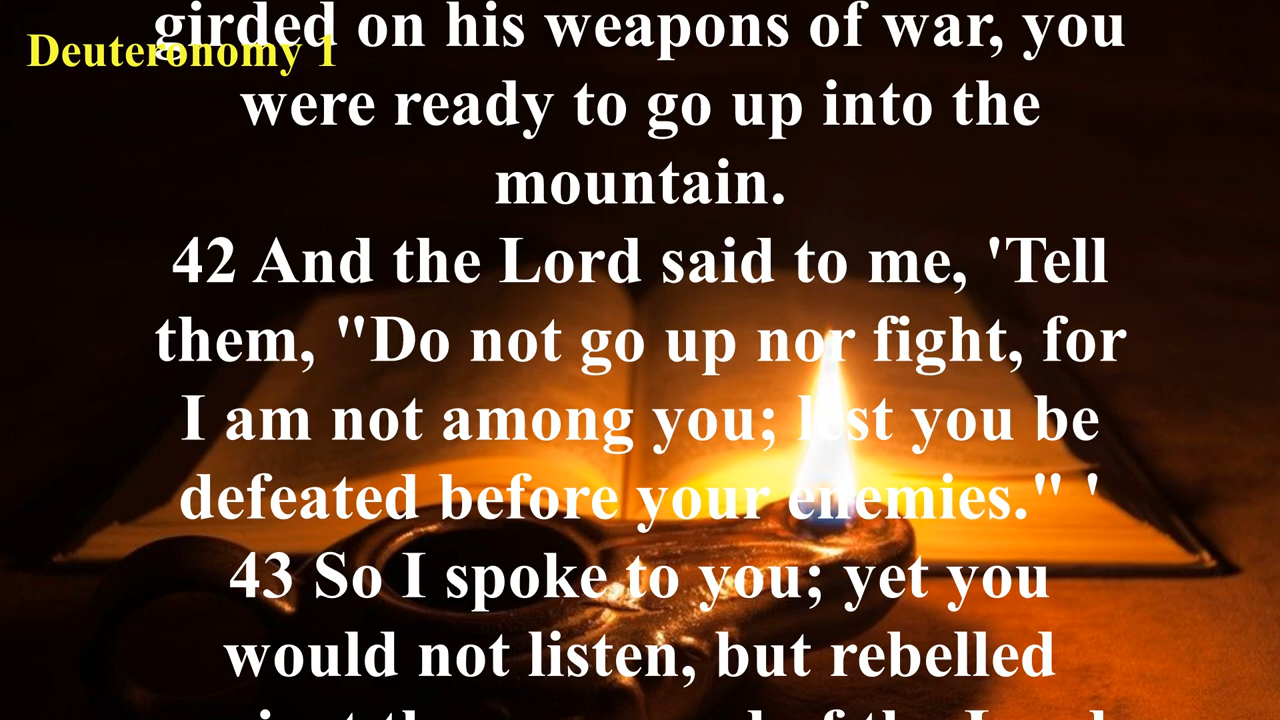 Deuteronomy 1
girded on his weapons of war, you
were ready to go up into the
mountain.
42 And the Lord said to me, 'Tell
them, "Do not go up nor fight, for
I am not among you; lest you be
defeated before your enemies." '
43 So I spoke to you; yet you
would not listen, but rebelled